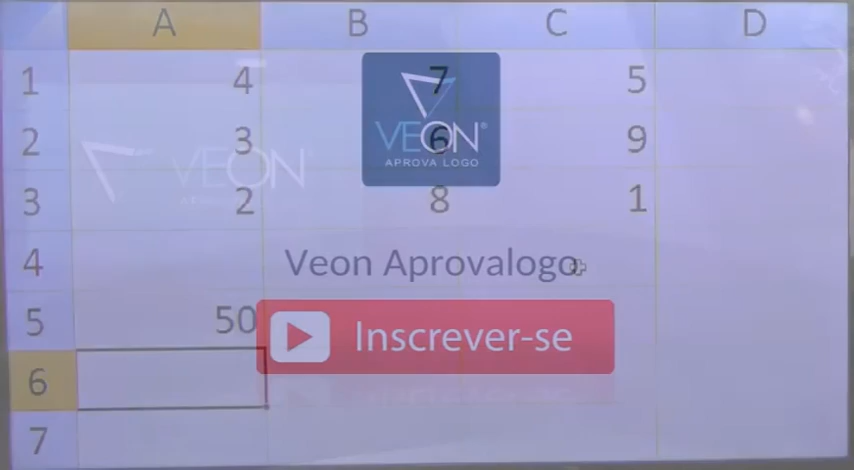 A B C D
1 4 7 5
2 3 6 9
3 2 8 1
VEON®
APROVA LOGO
VEON
4
Veon Aprovalogo
5 50
Inscrever-se
6
7